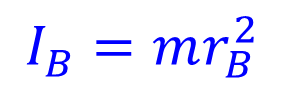 $I_B = mr_B^2$